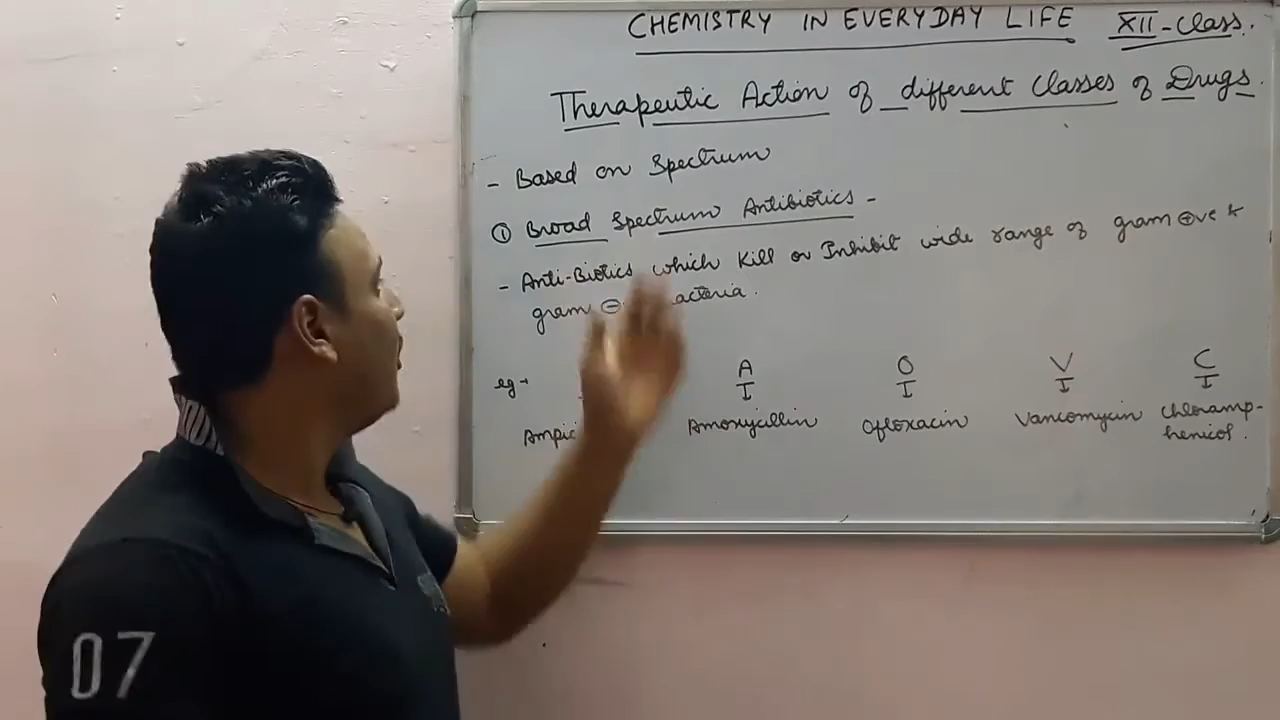 CHEMISTRY IN EVERYDAY LIFE XII-Class.
Therapeutic Action of different Classes of Drugs.
- Based on Spectrum
① Broad Spectrum Antibiotics -
- Anti-Biotics which Kill or Inhibit wide range of gram ⊕ve &
gram ⊖ acteria.
eg→ A O V C
Ampic Amoxycillin Ofloxacin Vancomycin Chloramp-
henicol.
07